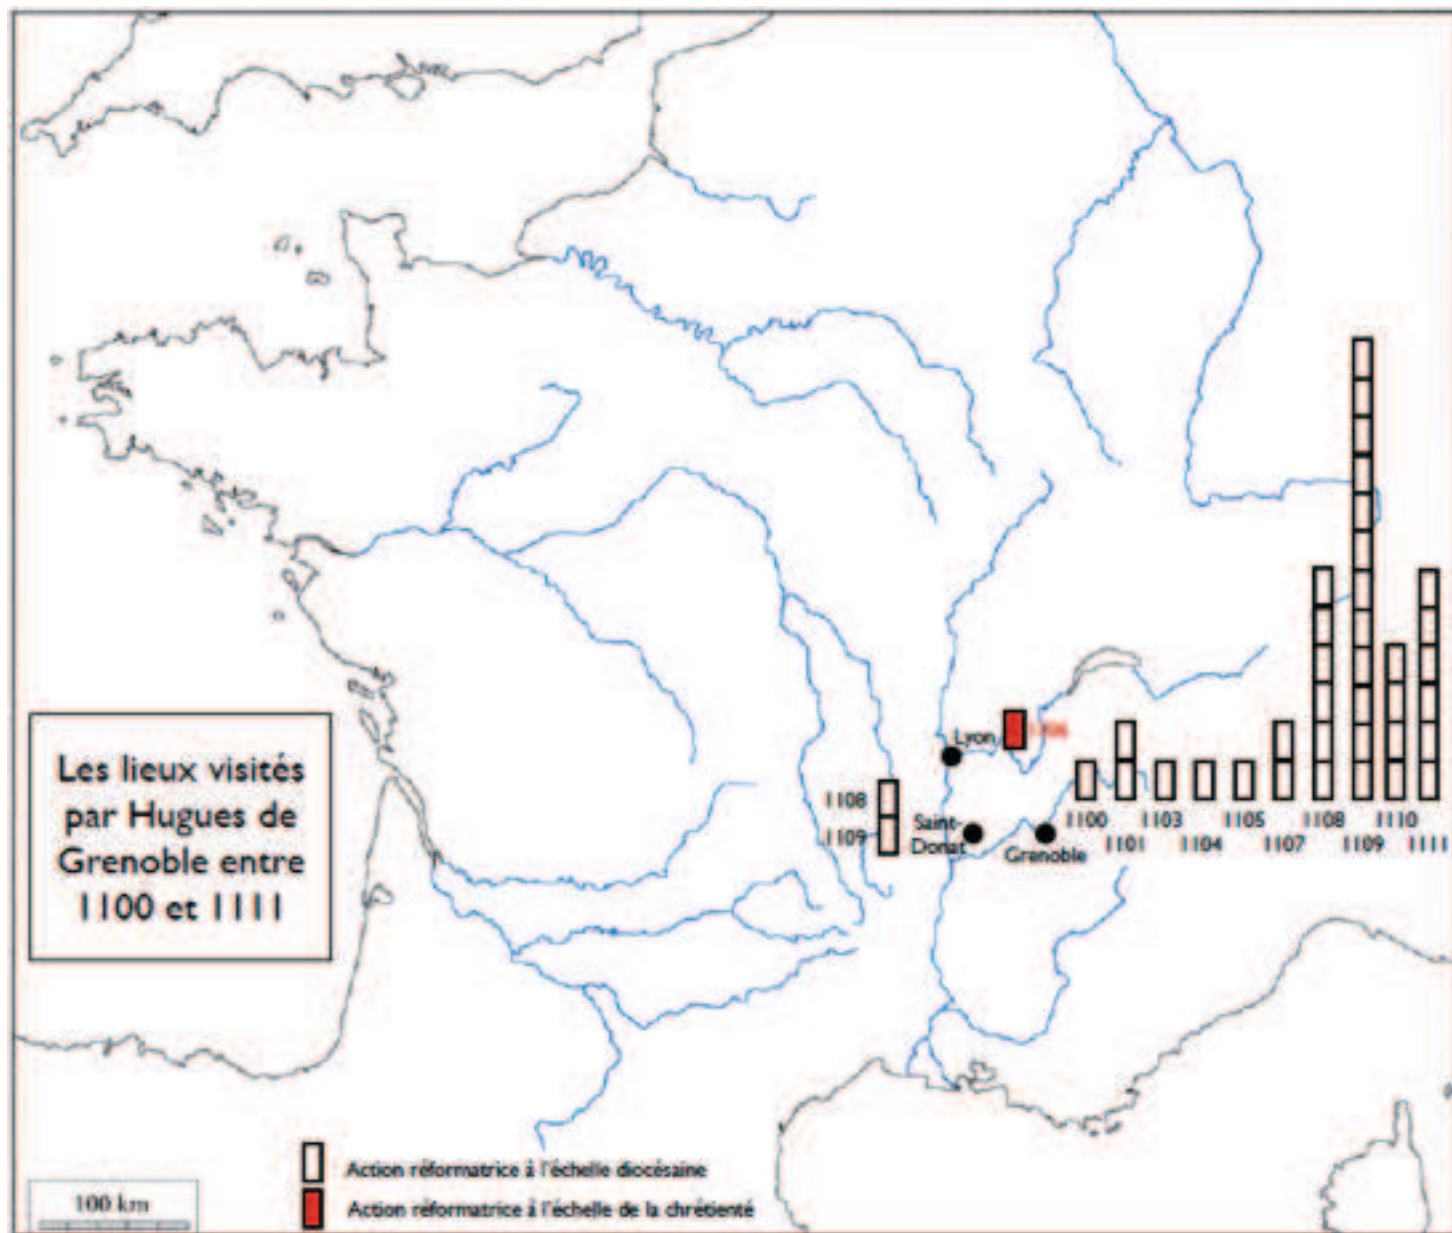 Les lieux visités
par Hugues de
Grenoble entre
1100 et 1111
Lyon
1108
1109
Saint-
Donat
Grenoble
1100
1101
1103
1104
1105
1107
1108
1109
1110
1111
Action réformatrice à l'échelle diocésaine
Action réformatrice à l'échelle de la chrétienté
100 km